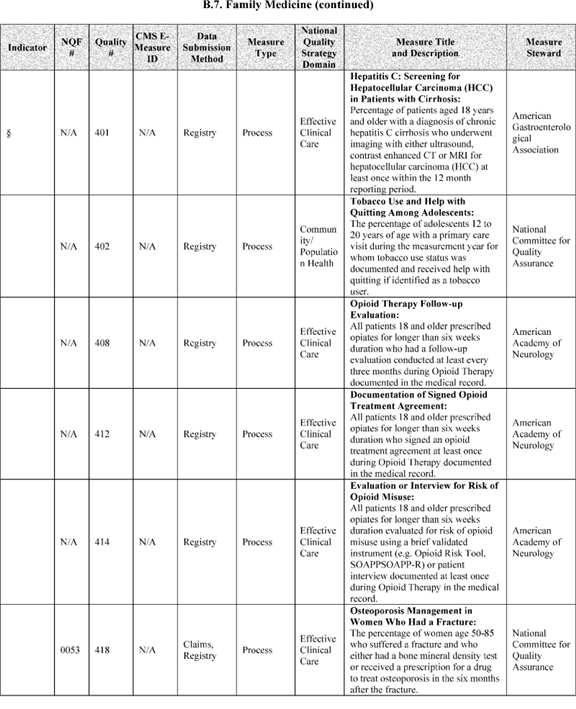 B.7. Family Medicine (continued)
Indicator
NQF
#
Quality
#
CMS E-
Measure
ID
Data
Submission
Method
Measure
Type
National
Quality
Strategy
Domain
Measure Title
and Description
Measure
Steward
§
N/A
401
N/A
Registry
Process
Effective
Clinical
Care
Hepatitis C: Screening for
Hepatocellular Carcinoma (HCC)
in Patients with Cirrhosis:
Percentage of patients aged 18 years
and older with a diagnosis of chronic
hepatitis C cirrhosis who underwent
imaging with either ultrasound,
contrast enhanced CT or MRI for
hepatocellular carcinoma (HCC) at
least once within the 12 month
reporting period.
American
Gastroenterolo
gical
Association
N/A
402
N/A
Registry
Process
Commun
ity/
Populatio
n Health
Tobacco Use and Help with
Quitting Among Adolescents:
The percentage of adolescents 12 to
20 years of age with a primary care
visit during the measurement year for
whom tobacco use status was
documented and received help with
quitting if identified as a tobacco
user.
National
Committee for
Quality
Assurance
N/A
408
N/A
Registry
Process
Effective
Clinical
Care
Opioid Therapy Follow-up
Evaluation:
All patients 18 and older prescribed
opiates for longer than six weeks
duration who had a follow-up
evaluation conducted at least every
three months during Opioid Therapy
documented in the medical record.
American
Academy of
Neurology
N/A
412
N/A
Registry
Process
Effective
Clinical
Care
Documentation of Signed Opioid
Treatment Agreement:
All patients 18 and older prescribed
opiates for longer than six weeks
duration who signed an opioid
treatment agreement at least once
during Opioid Therapy documented
in the medical record.
American
Academy of
Neurology
N/A
414
N/A
Registry
Process
Effective
Clinical
Care
Evaluation or Interview for Risk of
Opioid Misuse:
All patients 18 and older prescribed
opiates for longer than six weeks
duration evaluated for risk of opioid
misuse using a brief validated
instrument (e.g. Opioid Risk Tool,
SOAPPSOAPP-R) or patient
interview documented at least once
during Opioid Therapy in the medical
record.
American
Academy of
Neurology
0053
418
N/A
Claims,
Registry
Process
Effective
Clinical
Care
Osteoporosis Management in
Women Who Had a Fracture:
The percentage of women age 50-85
who suffered a fracture and who
either had a bone mineral density test
or received a prescription for a drug
to treat osteoporosis in the six months
after the fracture.
National
Committee for
Quality
Assurance